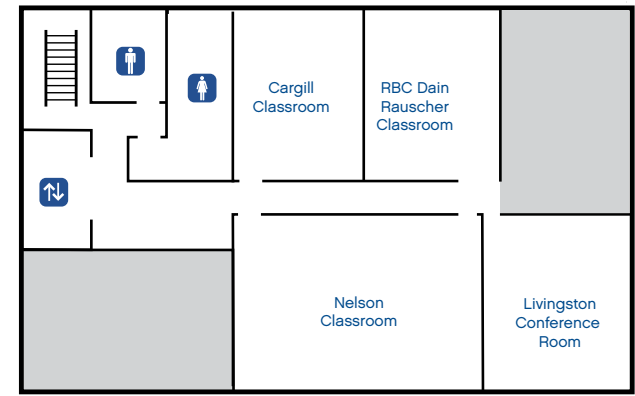 Cargill
Classroom
RBC Dain
Rauscher
Classroom
Nelson
Classroom
Livingston
Conference
Room